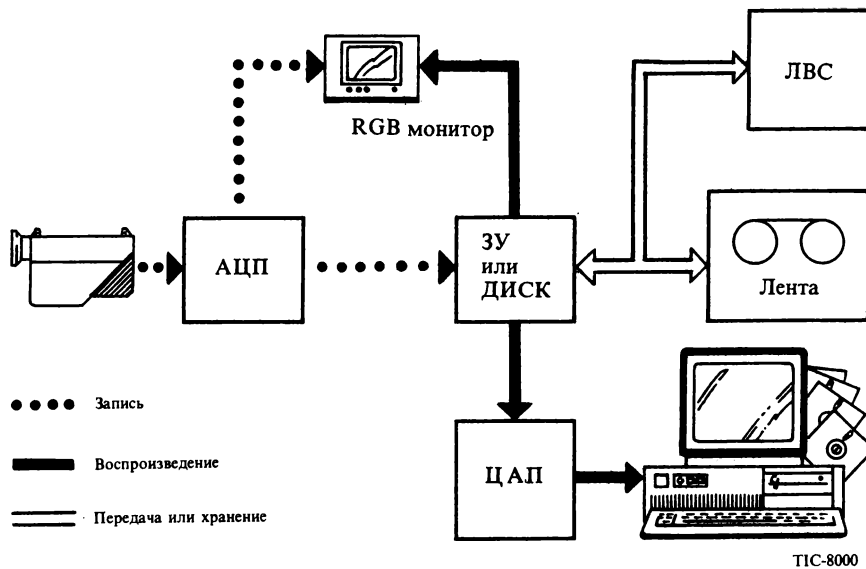 ЛВС
RGB монитор
АЦП
ЗУ
или
ДИСК
Лента
Запись
Воспроизведение
ЦАП
Передача или хранение
TIC-8000